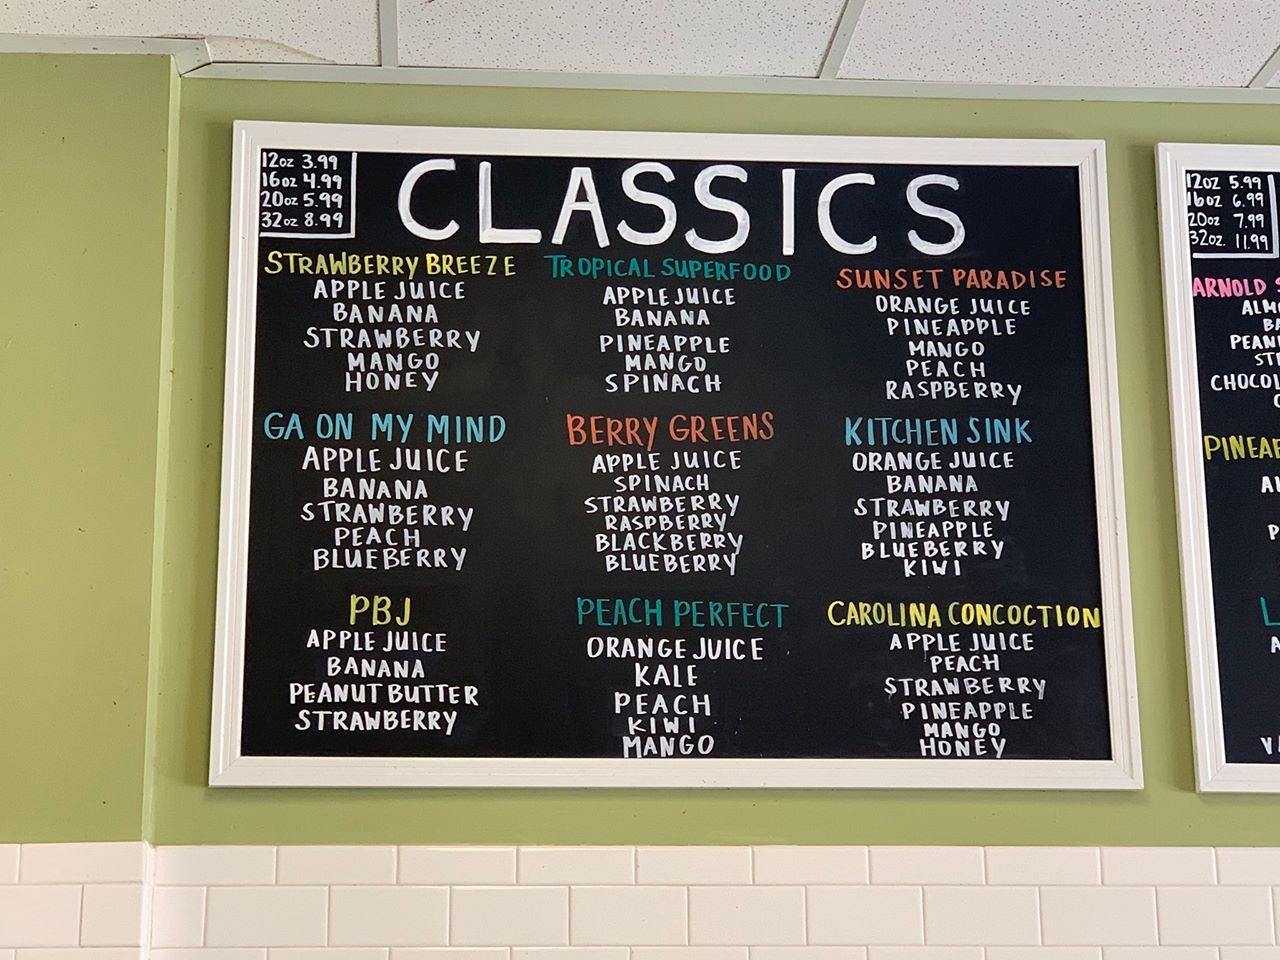 12oz 3.99
16oz 4.99
20oz 5.99
32oz 8.99
CLASSICS
STRAWBERRY BREEZE
APPLE JUICE
BANANA
STRAWBERRY
MANGO
HONEY
TROPICAL SUPERFOOD
APPLE JUICE
BANANA
PINEAPPLE
MANGO
SPINACH
SUNSET PARADISE
ORANGE JUICE
PINEAPPLE
MANGO
PEACH
RASPBERRY
GA ON MY MIND
APPLE JUICE
BANANA
STRAWBERRY
PEACH
BLUEBERRY
BERRY GREENS
APPLE JUICE
SPINACH
STRAWBERRY
RASPBERRY
BLACKBERRY
BLUEBERRY
KITCHEN SINK
ORANGE JUICE
BANANA
STRAWBERRY
PINEAPPLE
BLUEBERRY
KIWI
PBJ
APPLE JUICE
BANANA
PEANUT BUTTER
STRAWBERRY
PEACH PERFECT
ORANGE JUICE
KALE
PEACH
KIWI
MANGO
CAROLINA CONCOCTION
APPLE JUICE
PEACH
STRAWBERRY
PINEAPPLE
MANGO
HONEY
12oz 5.99
16oz 6.99
20oz 7.99
32oz. 11.99
ARNOLD